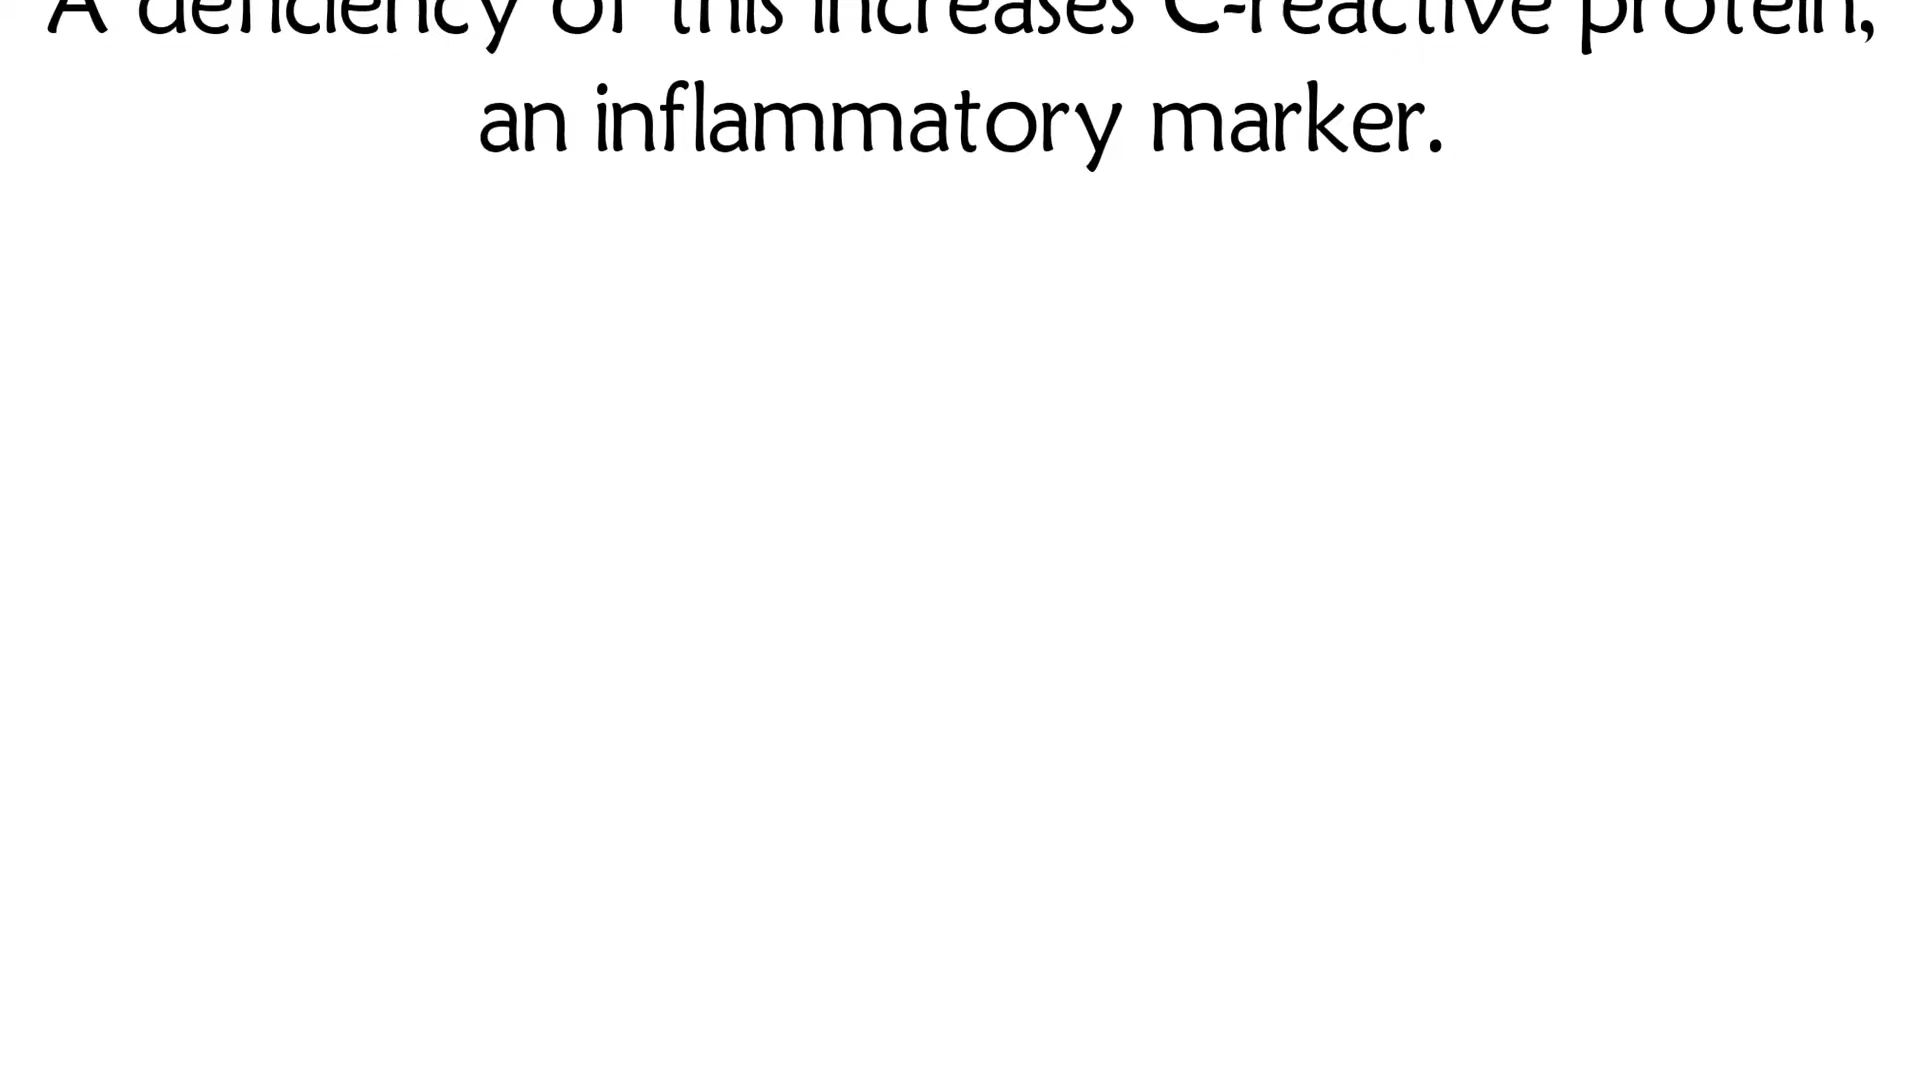 A deficiency of this increases C-reactive protein,
an inflammatory marker.